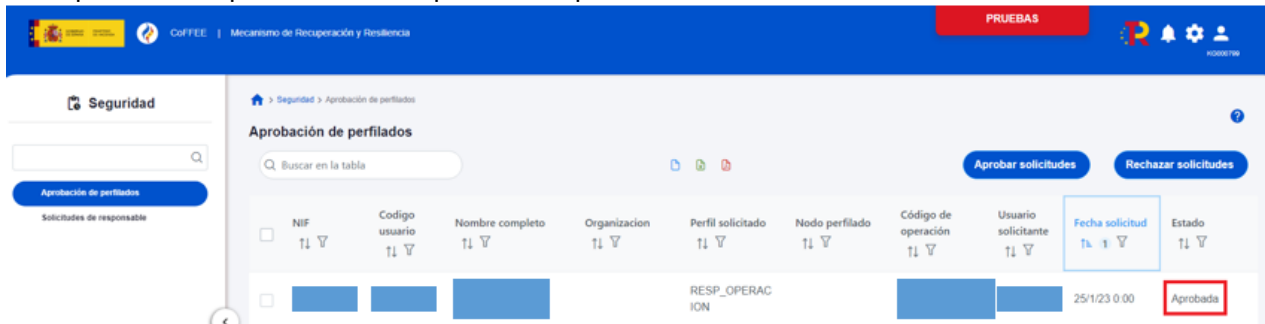 PRUEBAS
CoFFEE | Mecanismo de Recuperación y Resiliencia
Seguridad
> Seguridad > Aprobación de perfilados
Aprobación de perfilados
Buscar en la tabla
Aprobar solicitudes
Rechazar solicitudes
Aprobación de perfilados
Solicitudes de responsable
NIF
Codigo usuario
Nombre completo
Organizacion
Perfil solicitado
Nodo perfilado
Código de operación
Usuario solicitante
Fecha solicitud
1
Estado
RESP_OPERAC
ION
25/1/23 0:00
Aprobada